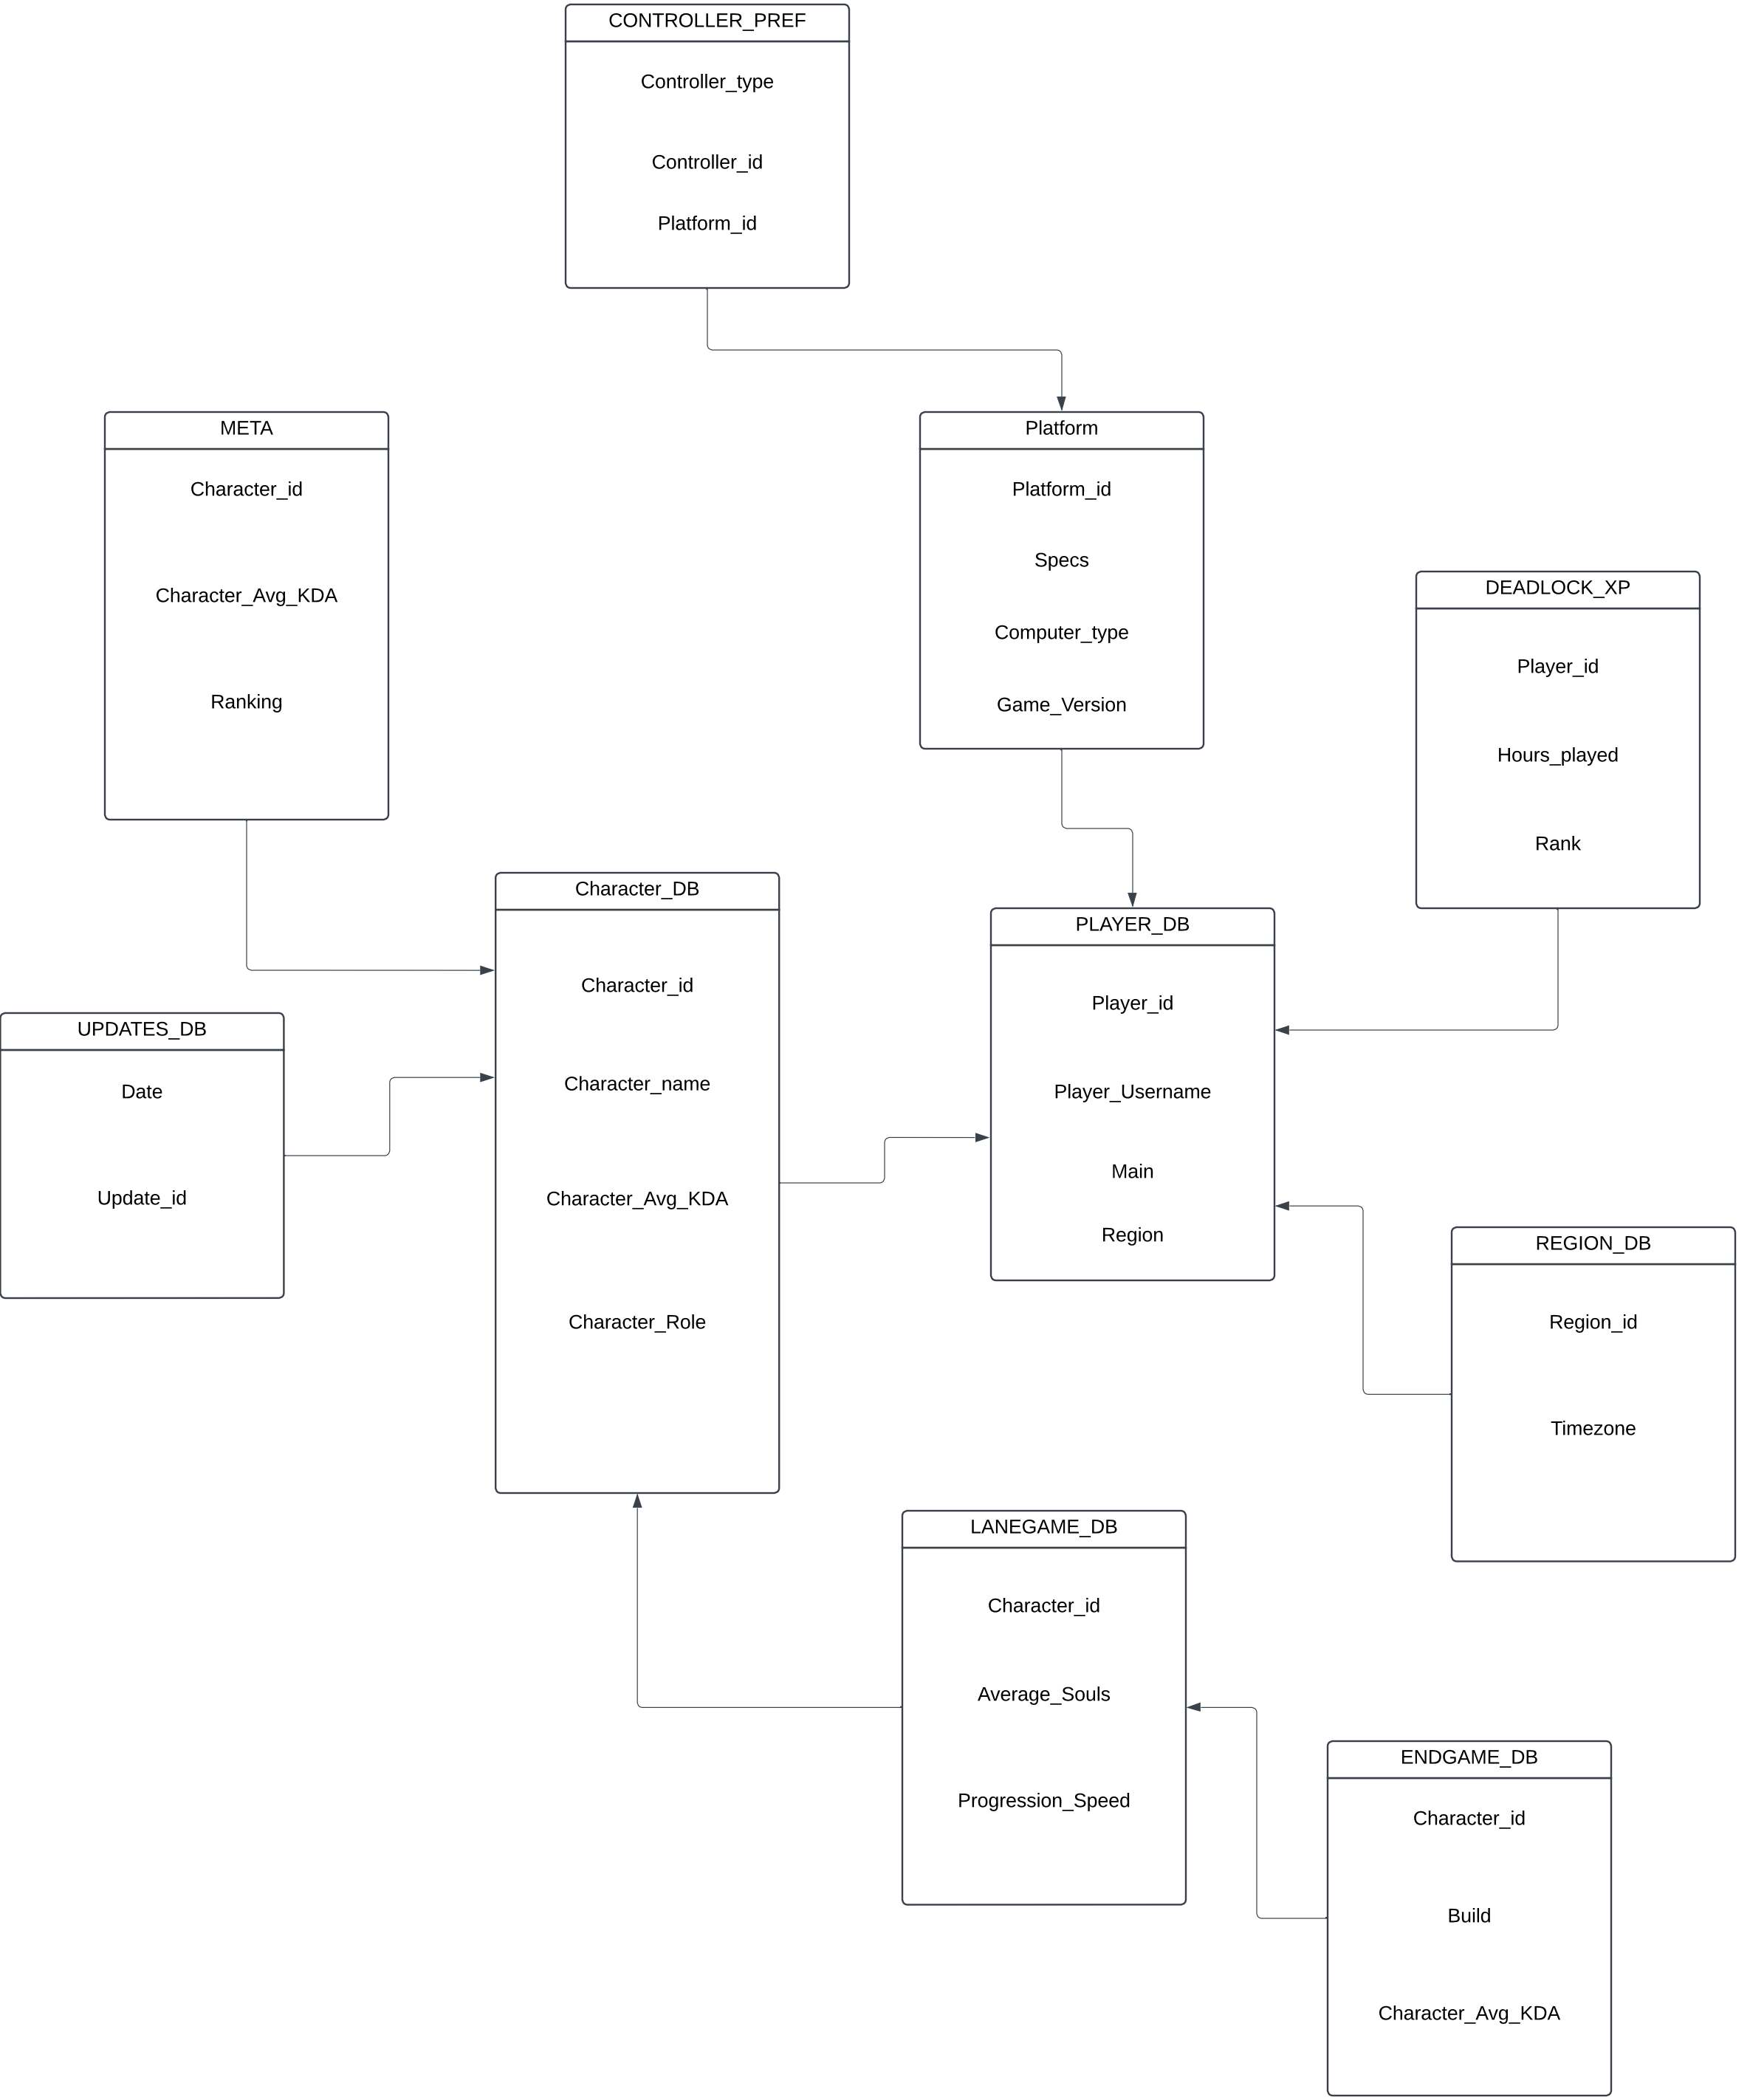 CONTROLLER_PREF
Controller_type
Controller_id
Platform_id
META
Character_id
Character_Avg_KDA
Ranking
Platform
Platform_id
Specs
Computer_type
Game_Version
DEADLOCK_XP
Player_id
Hours_played
Rank
Character_DB
Character_id
Character_name
Character_Avg_KDA
Character_Role
PLAYER_DB
Player_id
Player_Username
Main
Region
UPDATES_DB
Date
Update_id
REGION_DB
Region_id
Timezone
LANEGAME_DB
Character_id
Average_Souls
Progression_Speed
ENDGAME_DB
Character_id
Build
Character_Avg_KDA